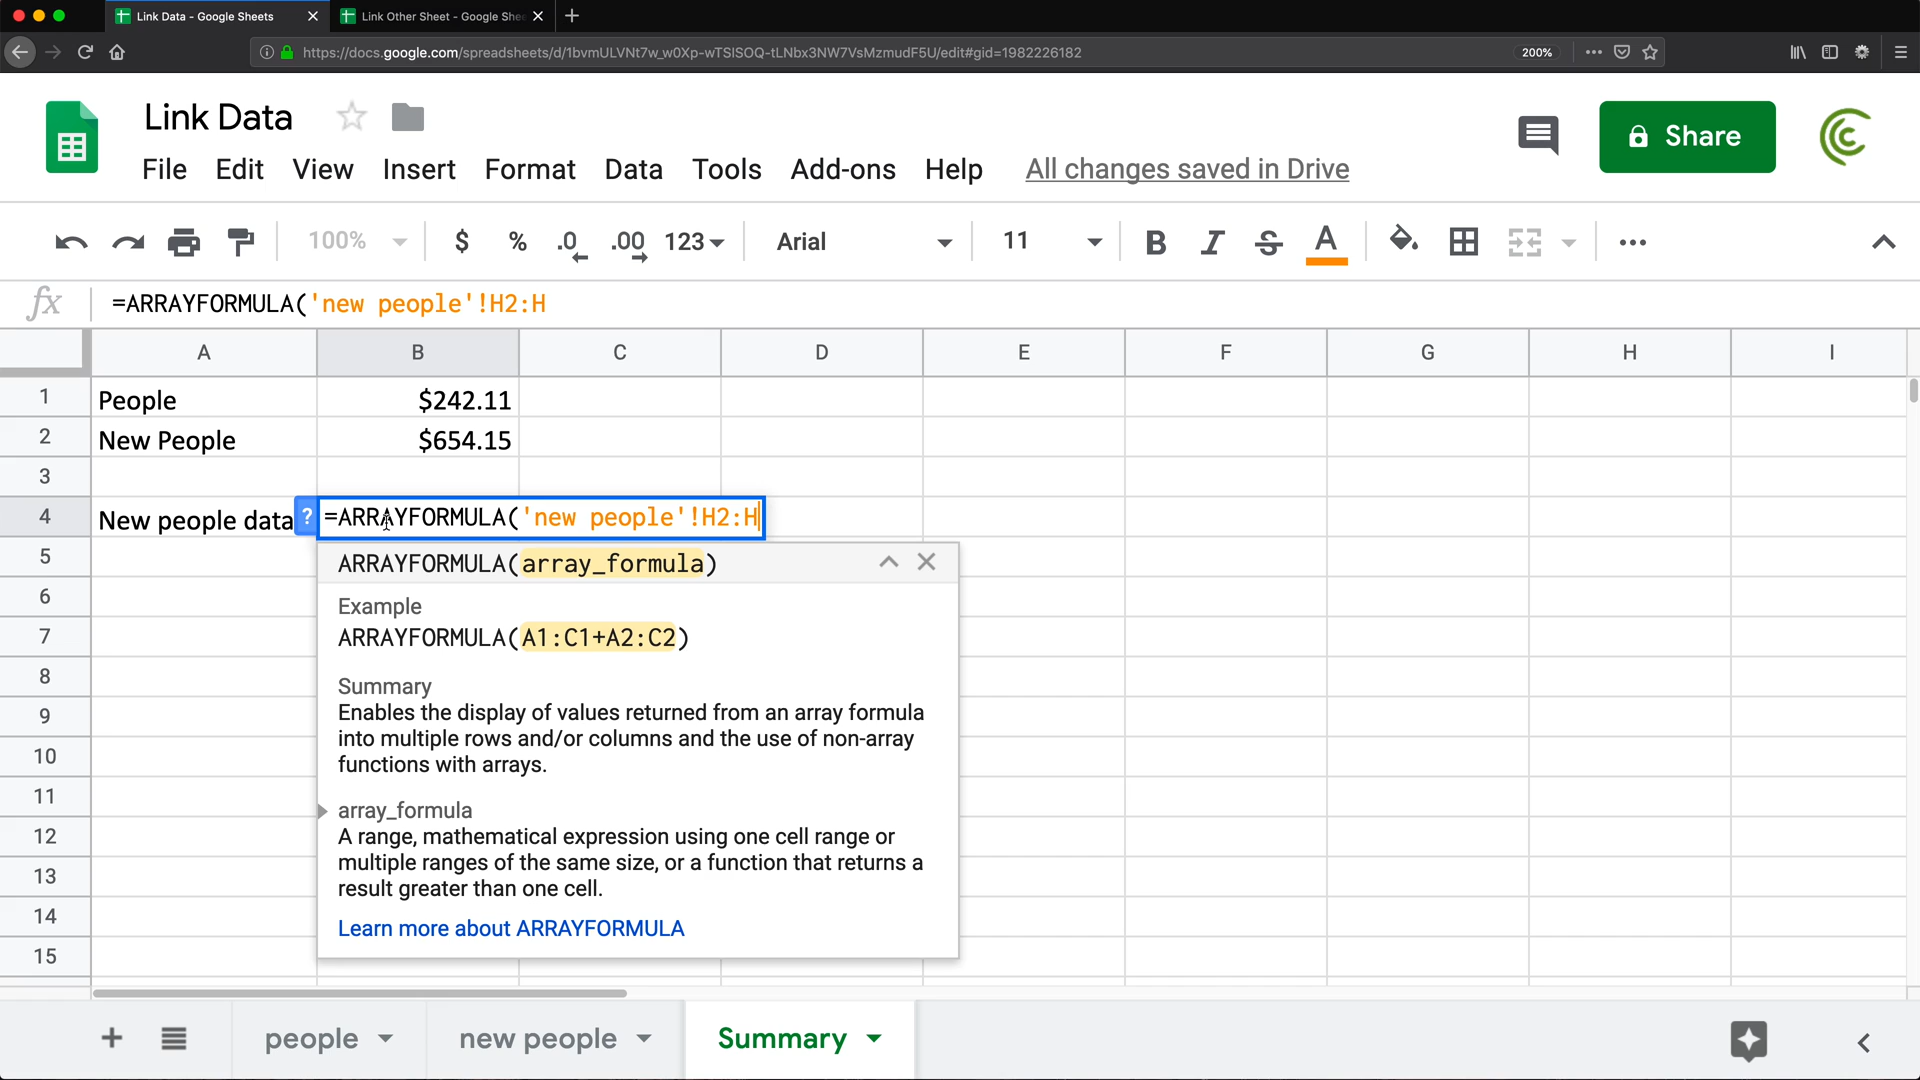 Link Data - Google Sheets
Link Other Sheet - Google She
https://docs.google.com/spreadsheets/d/1bvmULVNt7w_w0Xp-wTSlSOQ-tLNbx3NW7VsMzmudF5U/edit#gid=1982226182
200%
Link Data
Share
File Edit View Insert Format Data Tools Add-ons Help All changes saved in Drive
100% $ % .0 .00 123 Arial 11 B I S A
fx =ARRAYFORMULA('new people'!H2:H
A B C D E F G H I
1 People $242.11
2 New People $654.15
3
4 New people data ? =ARRAYFORMULA('new people'!H2:H
5 ARRAYFORMULA(array_formula)
6 Example
7 ARRAYFORMULA(A1:C1+A2:C2)
8 Summary
9 Enables the display of values returned from an array formula
into multiple rows and/or columns and the use of non-array
10 functions with arrays.
11 array_formula
12 A range, mathematical expression using one cell range or
multiple ranges of the same size, or a function that returns a
13 result greater than one cell.
14 Learn more about ARRAYFORMULA
15
people new people Summary